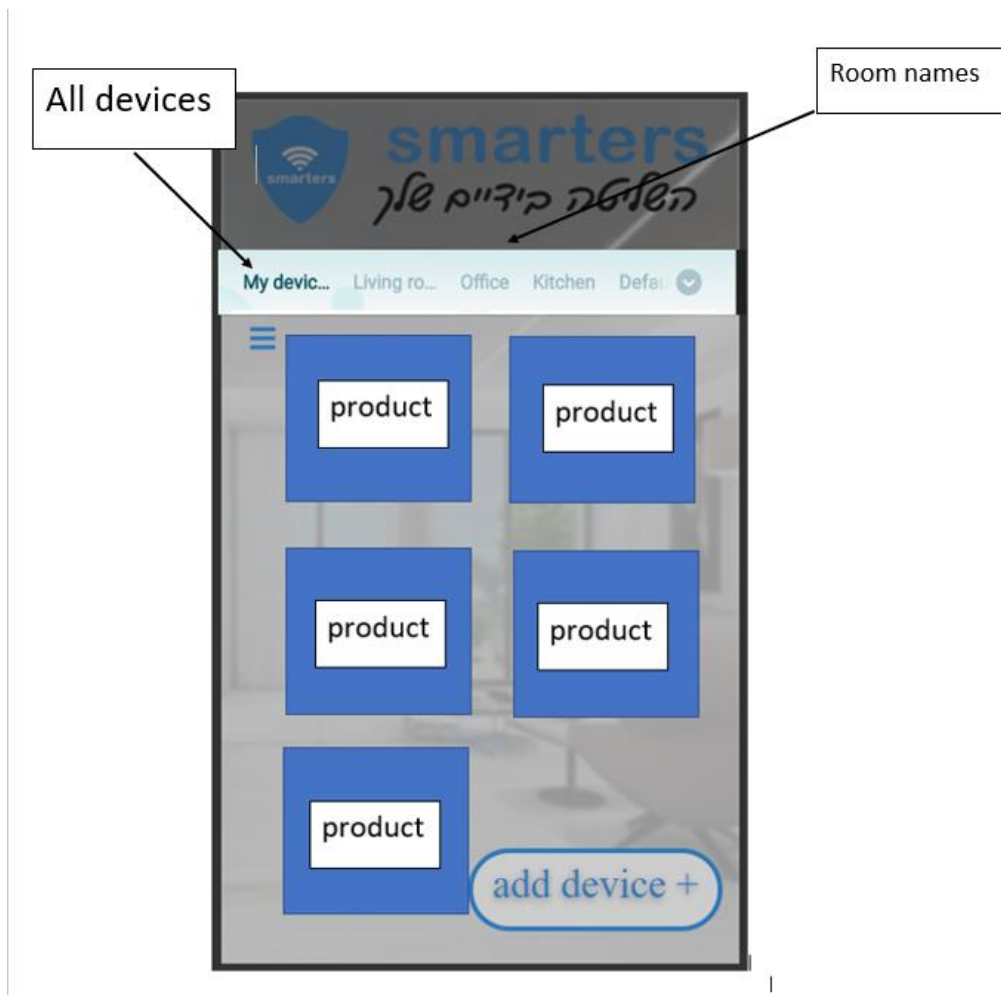 All devices
Room names
smarters
smarters
השליטה בידיים שלך
My devic... Living ro... Office Kitchen Defau
product product
product product
product
add device +